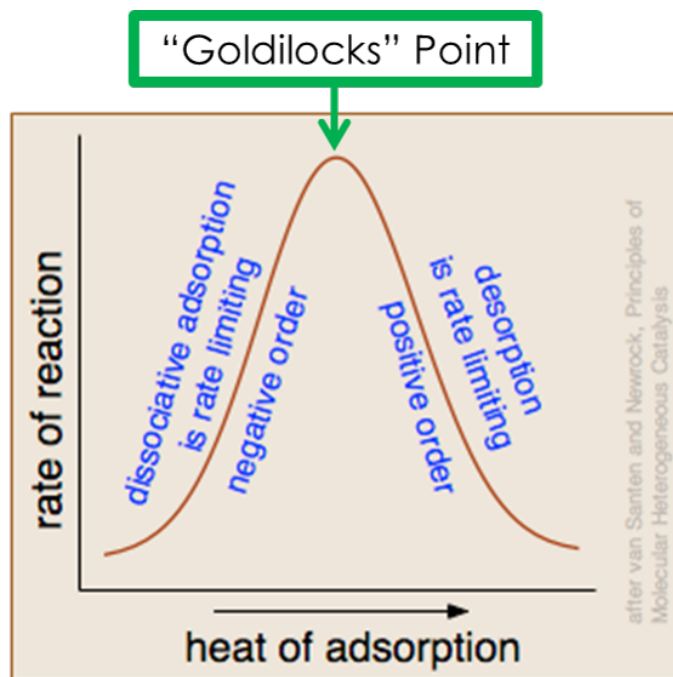 “Goldilocks” Point
rate of reaction
dissociative adsorption
is rate limiting
negative order
positive order
desorption
is rate limiting
heat of adsorption
after van Santen and Newrock, Principles of
Molecular Heterogeneous Catalysis